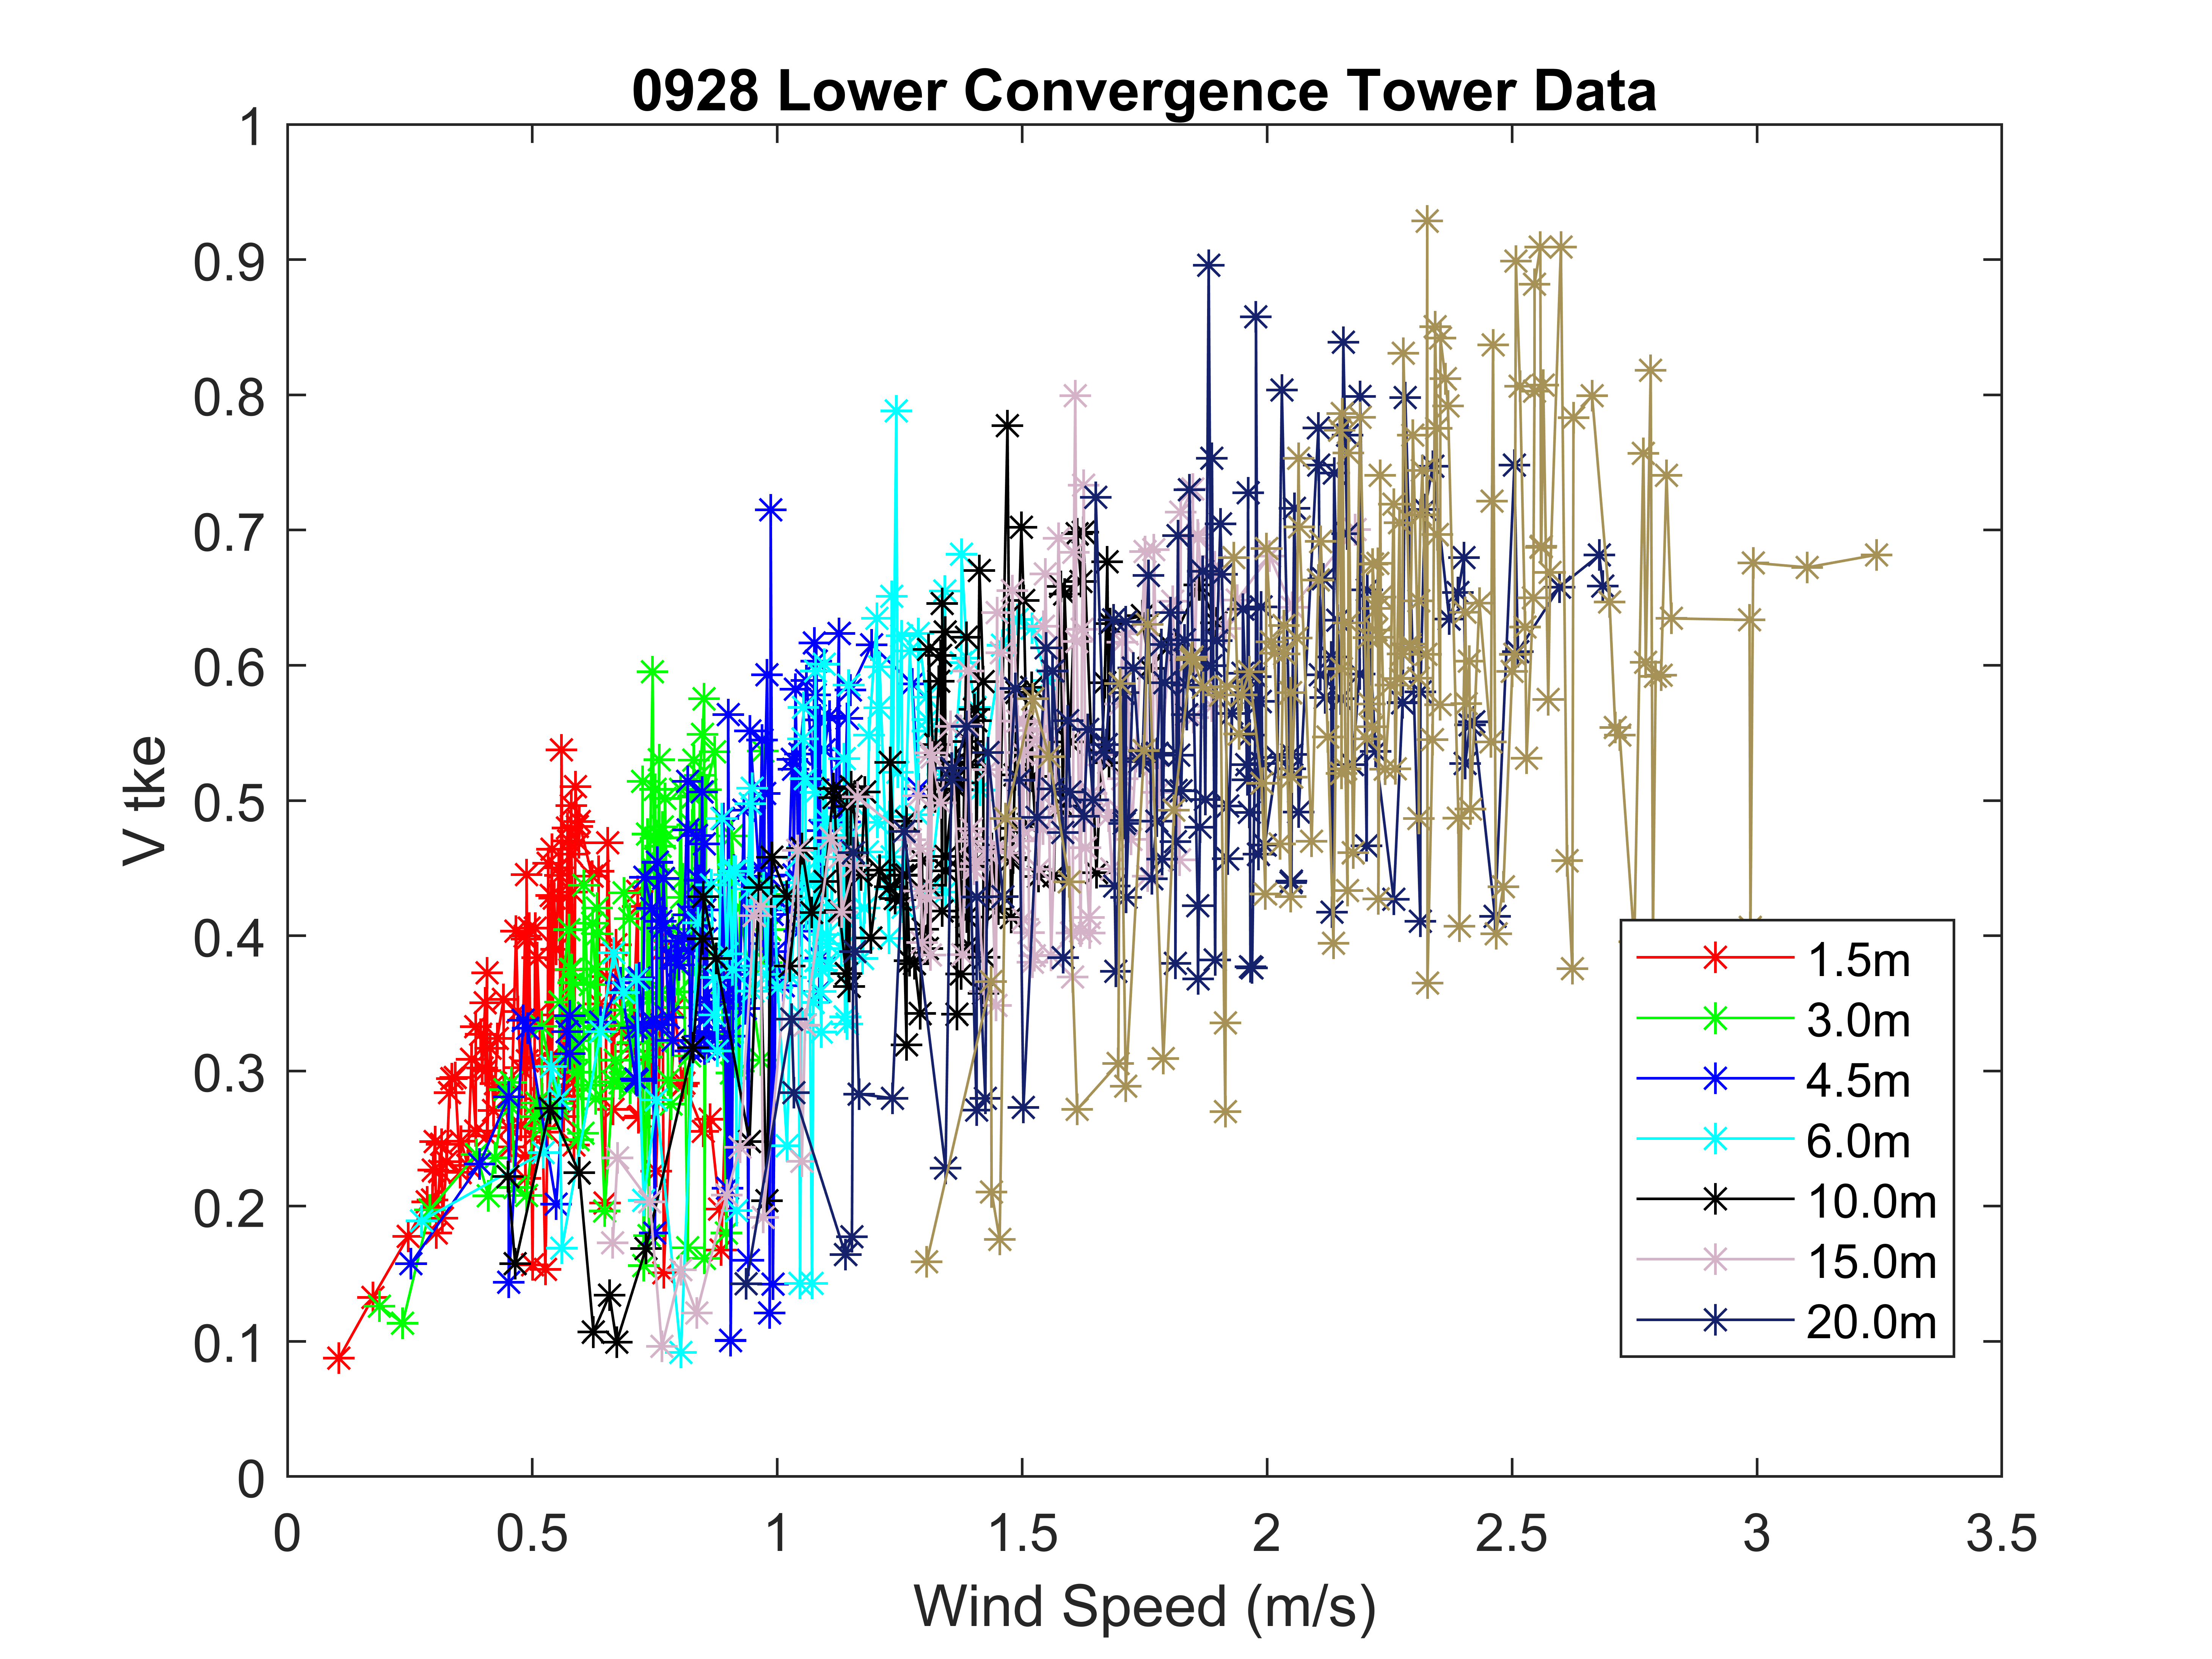 0928 Lower Convergence Tower Data
1
0.9
0.8
0.7
0.6
0.5
0.4
0.3
0.2
0.1
0
V tke
0 0.5 1 1.5 2 2.5 3 3.5
Wind Speed (m/s)
1.5m
3.0m
4.5m
6.0m
10.0m
15.0m
20.0m